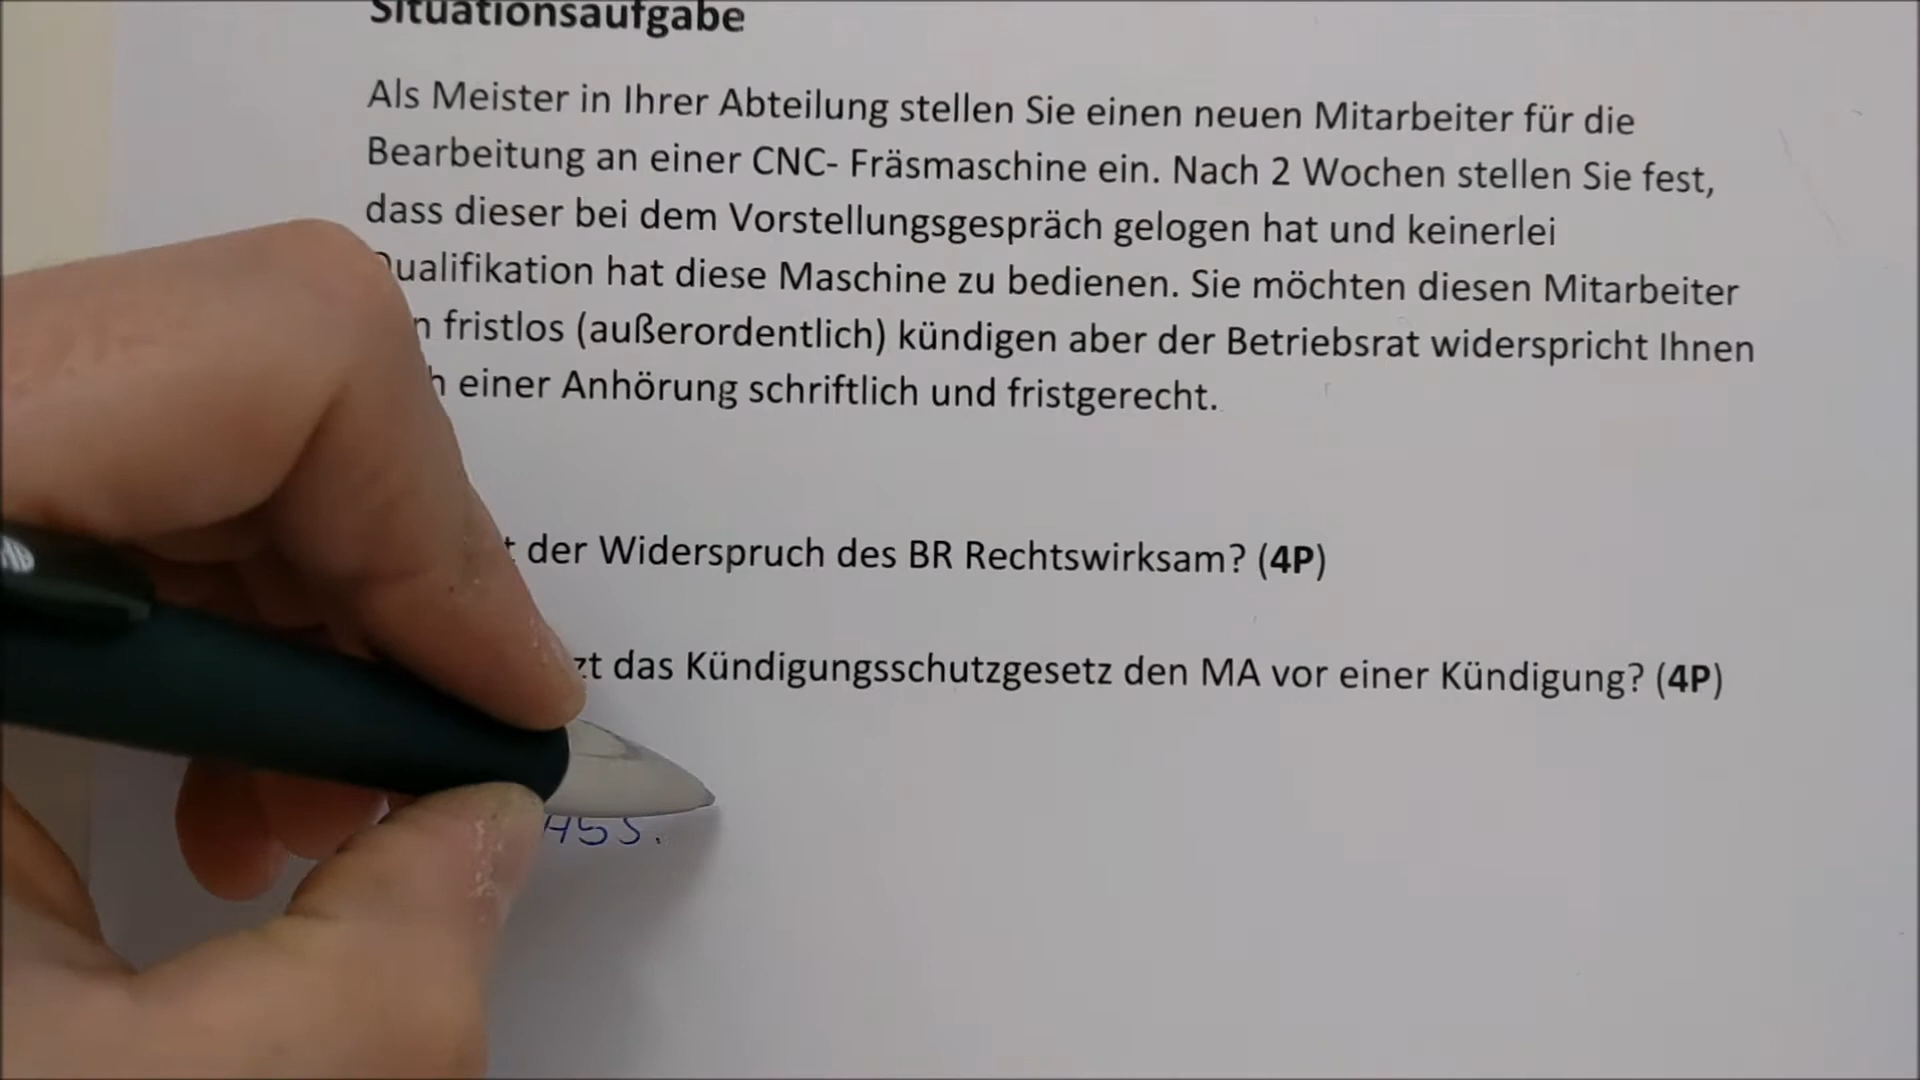 Situationsaufgabe
Als Meister in Ihrer Abteilung stellen Sie einen neuen Mitarbeiter für die
Bearbeitung an einer CNC- Fräsmaschine ein. Nach 2 Wochen stellen Sie fest,
dass dieser bei dem Vorstellungsgespräch gelogen hat und keinerlei
Qualifikation hat diese Maschine zu bedienen. Sie möchten diesen Mitarbeiter
fristlos (außerordentlich) kündigen aber der Betriebsrat widerspricht Ihnen
einer Anhörung schriftlich und fristgerecht.
der Widerspruch des BR Rechtswirksam? (4P)
das Kündigungsschutzgesetz den MA vor einer Kündigung? (4P)